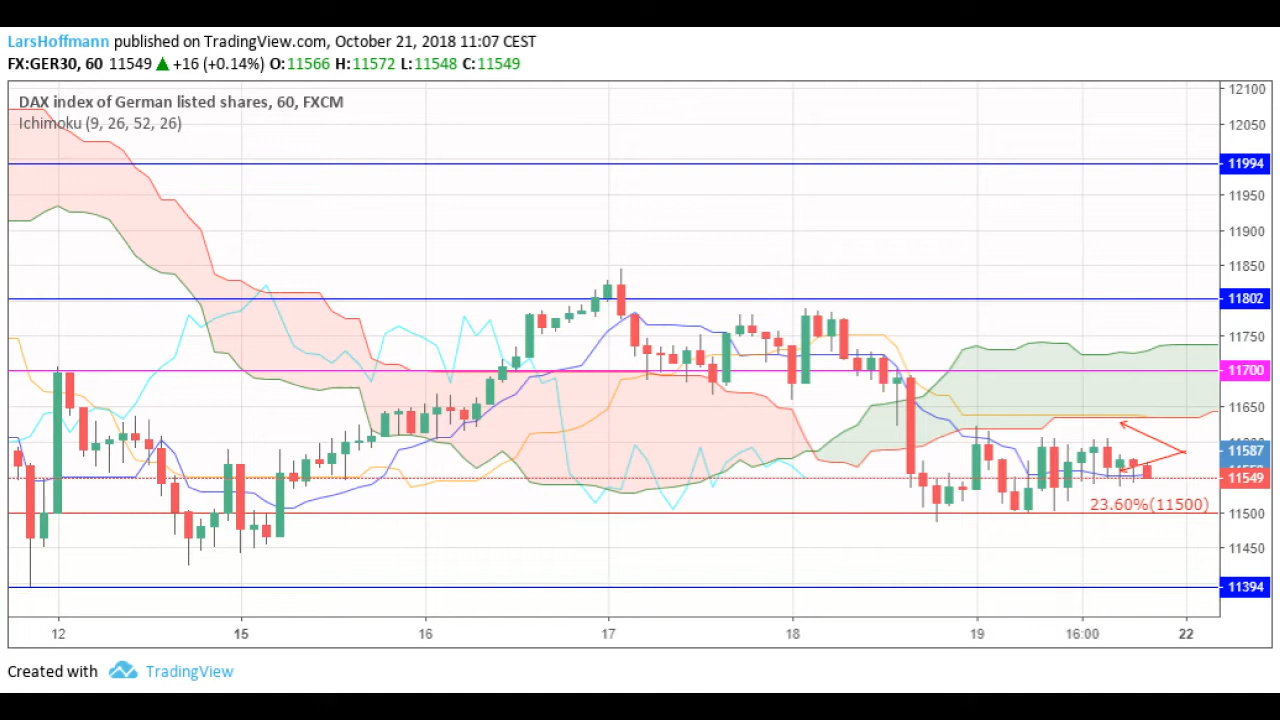 LarsHoffmann published on TradingView.com, October 21, 2018 11:07 CEST
FX:GER30, 60 11549 ▲ +16 (+0.14%) O:11566 H:11572 L:11548 C:11549
DAX index of German listed shares, 60, FXCM
Ichimoku (9, 26, 52, 26)
12100
12050
11994
11950
11900
11850
11802
11750
11700
11650
11587
11549
23.60%(11500)
11500
11450
11394
12 15 16 17 18 19 16:00 22
Created with TradingView